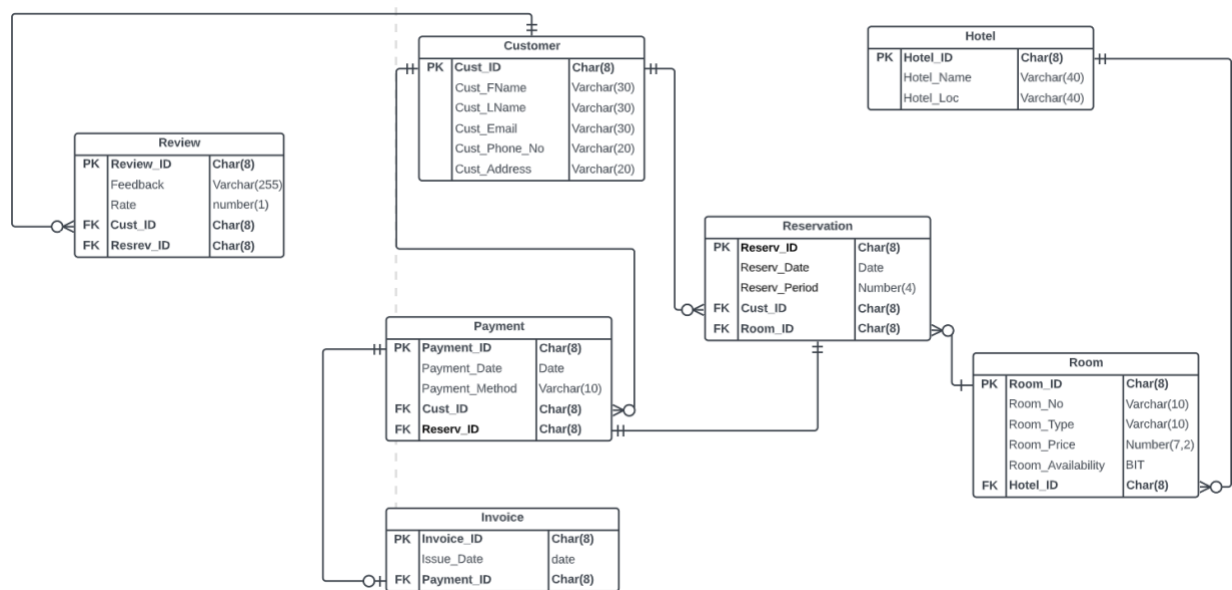 Customer
PK Cust_ID Char(8)
Cust_FName Varchar(30)
Cust_LName Varchar(30)
Cust_Email Varchar(30)
Cust_Phone_No Varchar(20)
Cust_Address Varchar(20)
Hotel
PK Hotel_ID Char(8)
Hotel_Name Varchar(40)
Hotel_Loc Varchar(40)
Review
PK Review_ID Char(8)
Feedback Varchar(255)
Rate number(1)
FK Cust_ID Char(8)
FK Resrev_ID Char(8)
Reservation
PK Reserv_ID Char(8)
Reserv_Date Date
Reserv_Period Number(4)
FK Cust_ID Char(8)
FK Room_ID Char(8)
Payment
PK Payment_ID Char(8)
Payment_Date Date
Payment_Method Varchar(10)
FK Cust_ID Char(8)
FK Reserv_ID Char(8)
Room
PK Room_ID Char(8)
Room_No Varchar(10)
Room_Type Varchar(10)
Room_Price Number(7,2)
Room_Availability BIT
FK Hotel_ID Char(8)
Invoice
PK Invoice_ID Char(8)
Issue_Date date
FK Payment_ID Char(8)